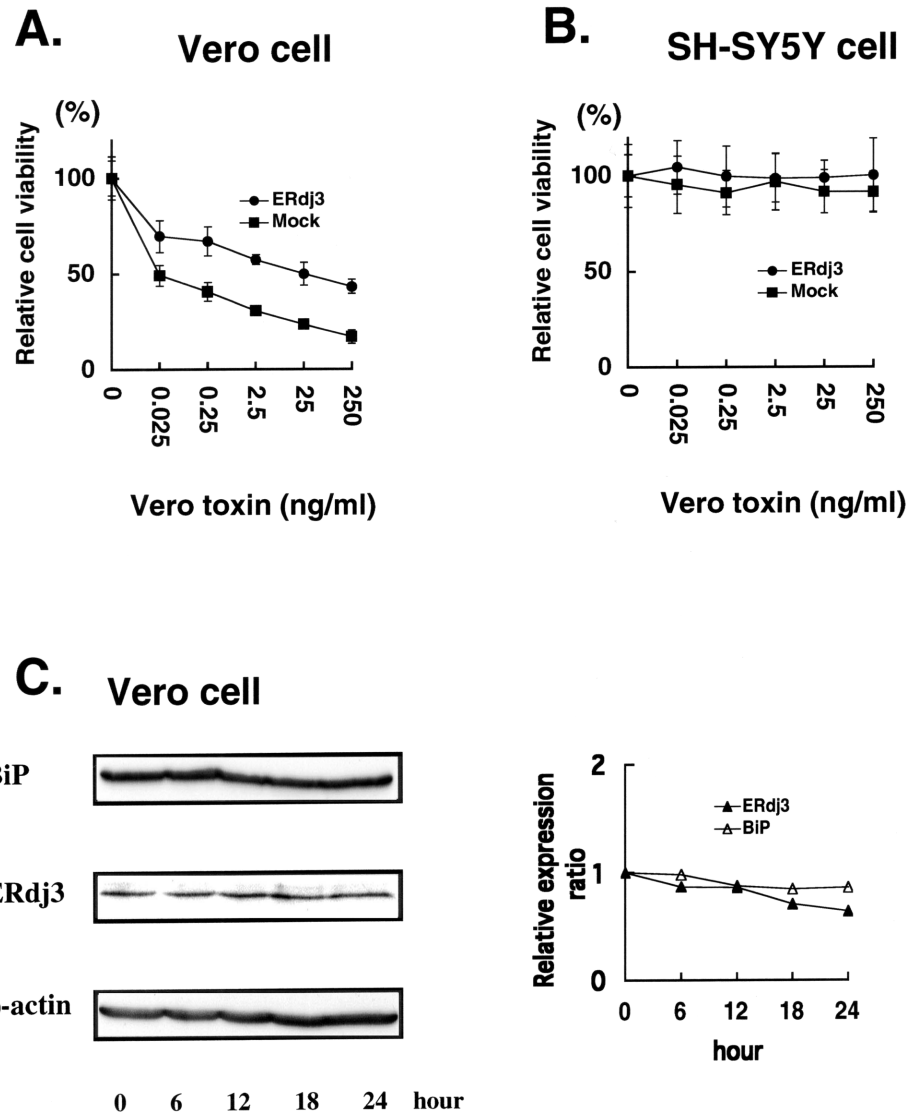 A.
Vero cell
(%)
Relative cell viability
100
50
0
ERdj3
Mock
0
0.025
0.25
2.5
25
250
Vero toxin (ng/ml)
B.
SH-SY5Y cell
(%)
Relative cell viability
100
50
0
ERdj3
Mock
0
0.025
0.25
2.5
25
250
Vero toxin (ng/ml)
C.
Vero cell
BiP
ERdj3
-actin
0 6 12 18 24 hour
Relative expression
ratio
2
1
0
ERdj3
BiP
0 6 12 18 24
hour